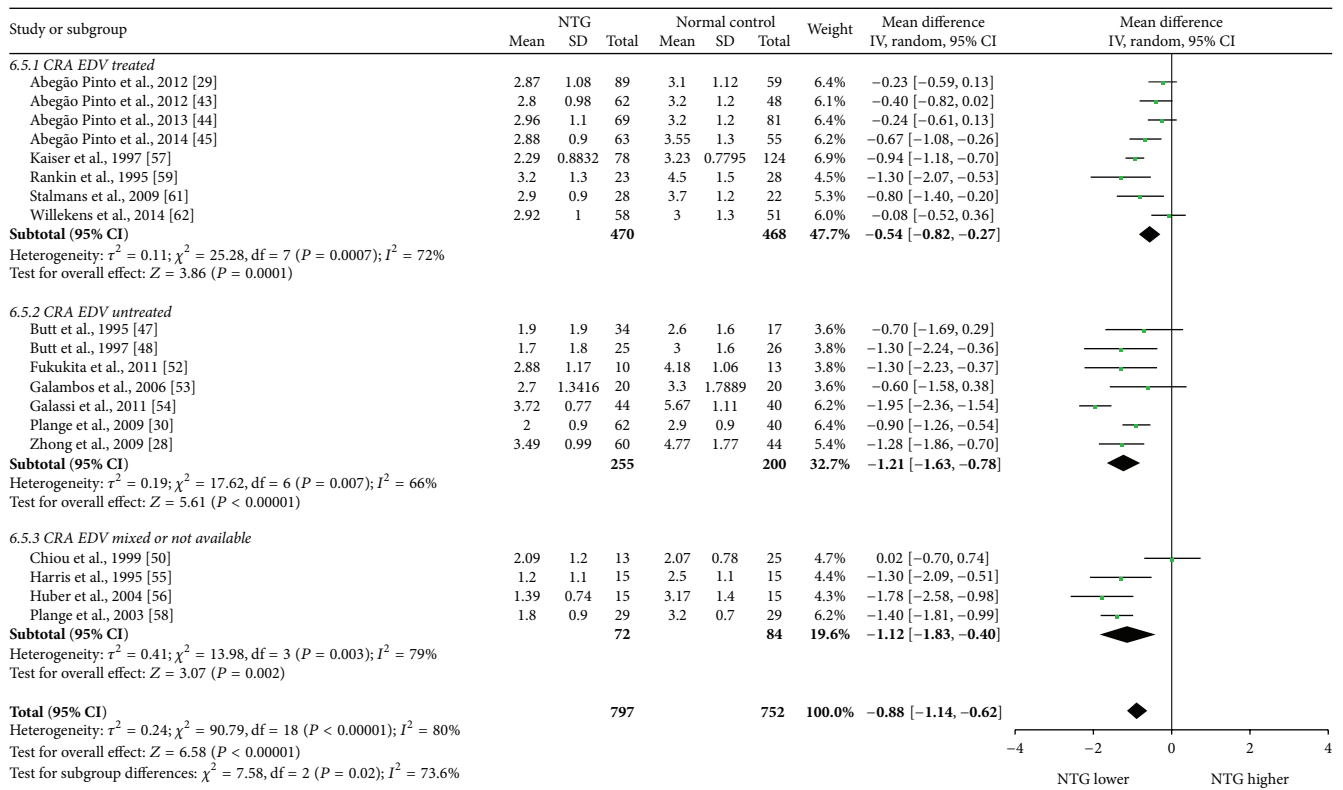 Study or subgroup NTG Normal control Weight Mean difference Mean difference
Mean SD Total Mean SD Total IV, random, 95% CI IV, random, 95% CI
6.5.1 CRA EDV treated
Abegão Pinto et al., 2012 [29] 2.87 1.08 89 3.1 1.12 59 6.4% −0.23 [−0.59, 0.13]
Abegão Pinto et al., 2012 [43] 2.8 0.98 62 3.2 1.2 48 6.1% −0.40 [−0.82, 0.02]
Abegão Pinto et al., 2013 [44] 2.96 1.1 69 3.2 1.2 81 6.4% −0.24 [−0.61, 0.13]
Abegão Pinto et al., 2014 [45] 2.88 0.9 63 3.55 1.3 55 6.2% −0.67 [−1.08, −0.26]
Kaiser et al., 1997 [57] 2.29 0.8832 78 3.23 0.7795 124 6.9% −0.94 [−1.18, −0.70]
Rankin et al., 1995 [59] 3.2 1.3 23 4.5 1.5 28 4.5% −1.30 [−2.07, −0.53]
Stalmans et al., 2009 [61] 2.9 0.9 28 3.7 1.2 22 5.3% −0.80 [−1.40, −0.20]
Willekens et al., 2014 [62] 2.92 1 58 3 1.3 51 6.0% −0.08 [−0.52, 0.36]
Subtotal (95% CI) 470 468 47.7% −0.54 [−0.82, −0.27]
Heterogeneity: τ² = 0.11; χ² = 25.28, df = 7 (P = 0.0007); I² = 72%
Test for overall effect: Z = 3.86 (P = 0.0001)
6.5.2 CRA EDV untreated
Butt et al., 1995 [47] 1.9 1.9 34 2.6 1.6 17 3.6% −0.70 [−1.69, 0.29]
Butt et al., 1997 [48] 1.7 1.8 25 3 1.6 26 3.8% −1.30 [−2.24, −0.36]
Fukukita et al., 2011 [52] 2.88 1.17 10 4.18 1.06 13 3.8% −1.30 [−2.23, −0.37]
Galambos et al., 2006 [53] 2.7 1.3416 20 3.3 1.7889 20 3.6% −0.60 [−1.58, 0.38]
Galassi et al., 2011 [54] 3.72 0.77 44 5.67 1.11 40 6.2% −1.95 [−2.36, −1.54]
Plange et al., 2009 [30] 2 0.9 62 2.9 0.9 40 6.4% −0.90 [−1.26, −0.54]
Zhong et al., 2009 [28] 3.49 0.99 60 4.77 1.77 44 5.4% −1.28 [−1.86, −0.70]
Subtotal (95% CI) 255 200 32.7% −1.21 [−1.63, −0.78]
Heterogeneity: τ² = 0.19; χ² = 17.62, df = 6 (P = 0.007); I² = 66%
Test for overall effect: Z = 5.61 (P < 0.00001)
6.5.3 CRA EDV mixed or not available
Chiou et al., 1999 [50] 2.09 1.2 13 2.07 0.78 25 4.7% 0.02 [−0.70, 0.74]
Harris et al., 1995 [55] 1.2 1.1 15 2.5 1.1 15 4.4% −1.30 [−2.09, −0.51]
Huber et al., 2004 [56] 1.39 0.74 15 3.17 1.4 15 4.4% −1.78 [−2.58, −0.98]
Plange et al., 2003 [58] 1.8 0.9 29 3.2 0.7 29 6.2% −1.40 [−1.81, −0.99]
Subtotal (95% CI) 72 84 19.6% −1.12 [−1.83, −0.40]
Heterogeneity: τ² = 0.41; χ² = 13.98, df = 3 (P = 0.003); I² = 79%
Test for overall effect: Z = 3.07 (P = 0.002)
Total (95% CI) 797 752 100.0% −0.88 [−1.14, −0.62]
Heterogeneity: τ² = 0.24; χ² = 90.79, df = 18 (P < 0.00001); I² = 80%
Test for overall effect: Z = 6.58 (P < 0.00001)
Test for subgroup differences: χ² = 7.58, df = 2 (P = 0.02); I² = 73.6%
−4 −2 0 2 4
NTG lower NTG higher